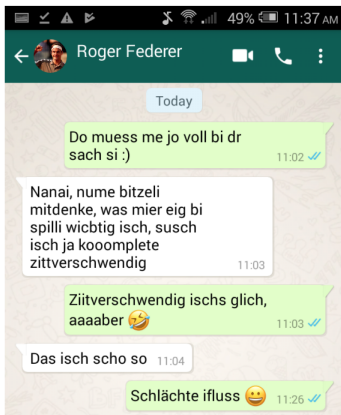 49% 11:37 AM
Roger Federer
Today
Do muess me jo voll bi dr
sach si :)
11:02
Nanai, nume bitzeli
mitdenke, was mier eig bi
spilli wicbtig isch, susch
isch ja kooomplete
zittverschwendig
11:03
Ziitverschwendig ischs glich,
aaaaber 🤣
11:03
Das isch scho so 11:04
Schlächte ifluss 😀 11:26